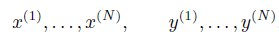 x⁽¹⁾, . . . , x⁽ᴺ⁾, y⁽¹⁾, . . . , y⁽ᴺ⁾